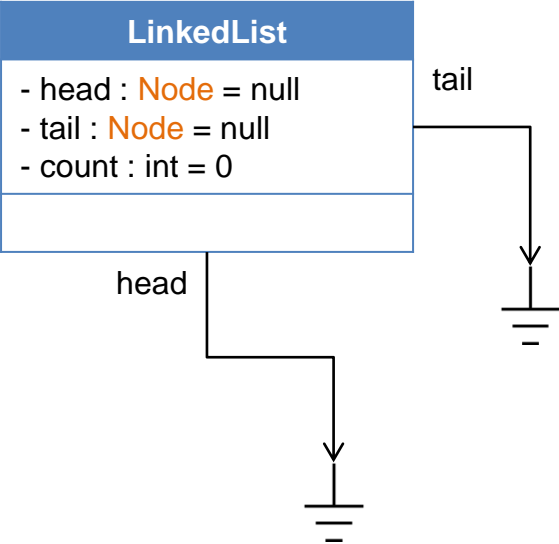 LinkedList
- head : Node = null
- tail : Node = null
- count : int = 0
tail
head